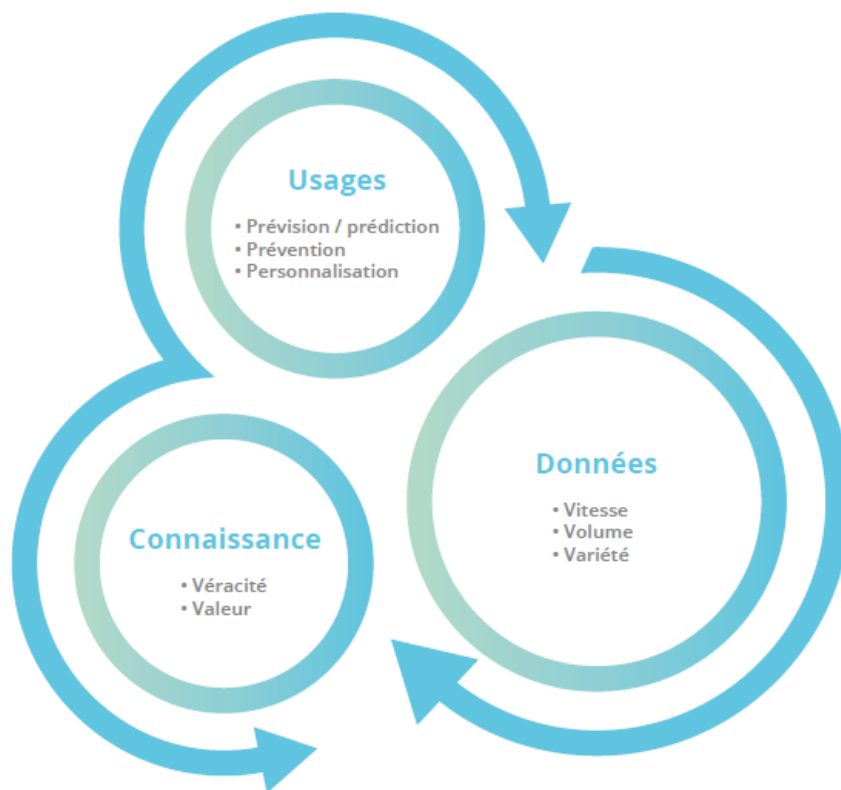 Usages
• Prévision / prédiction
• Prévention
• Personnalisation
Données
• Vitesse
• Volume
• Variété
Connaissance
• Véracité
• Valeur